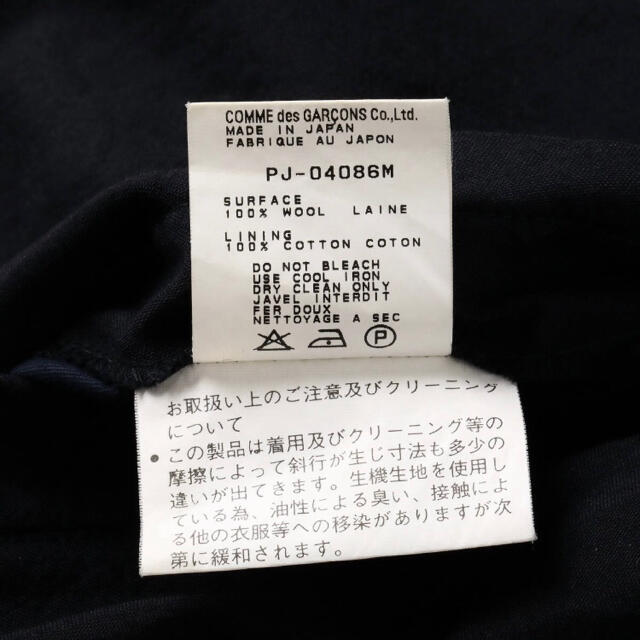 COMME des GARÇONS Co.,Ltd.
MADE IN JAPAN
FABRIQUE AU JAPON
PJ-04086M
SURFACE
100% WOOL LAINE
LINING
100% COTTON COTON
DO NOT BLEACH
USE COOL IRON
DRY CLEAN ONLY
JAVEL INTERDIT
FER DOUX
NETTOYAGE A SEC
P
お取扱い上のご注意及びクリーニング
について
• この製品は着用及びクリーニング等の
摩擦によって斜行が生じ寸法も多少の
違いが出てきます。生機生地を使用し
ている為、油性による臭い、接触によ
る他の衣服等への移染がありますが次
第に緩和されます。